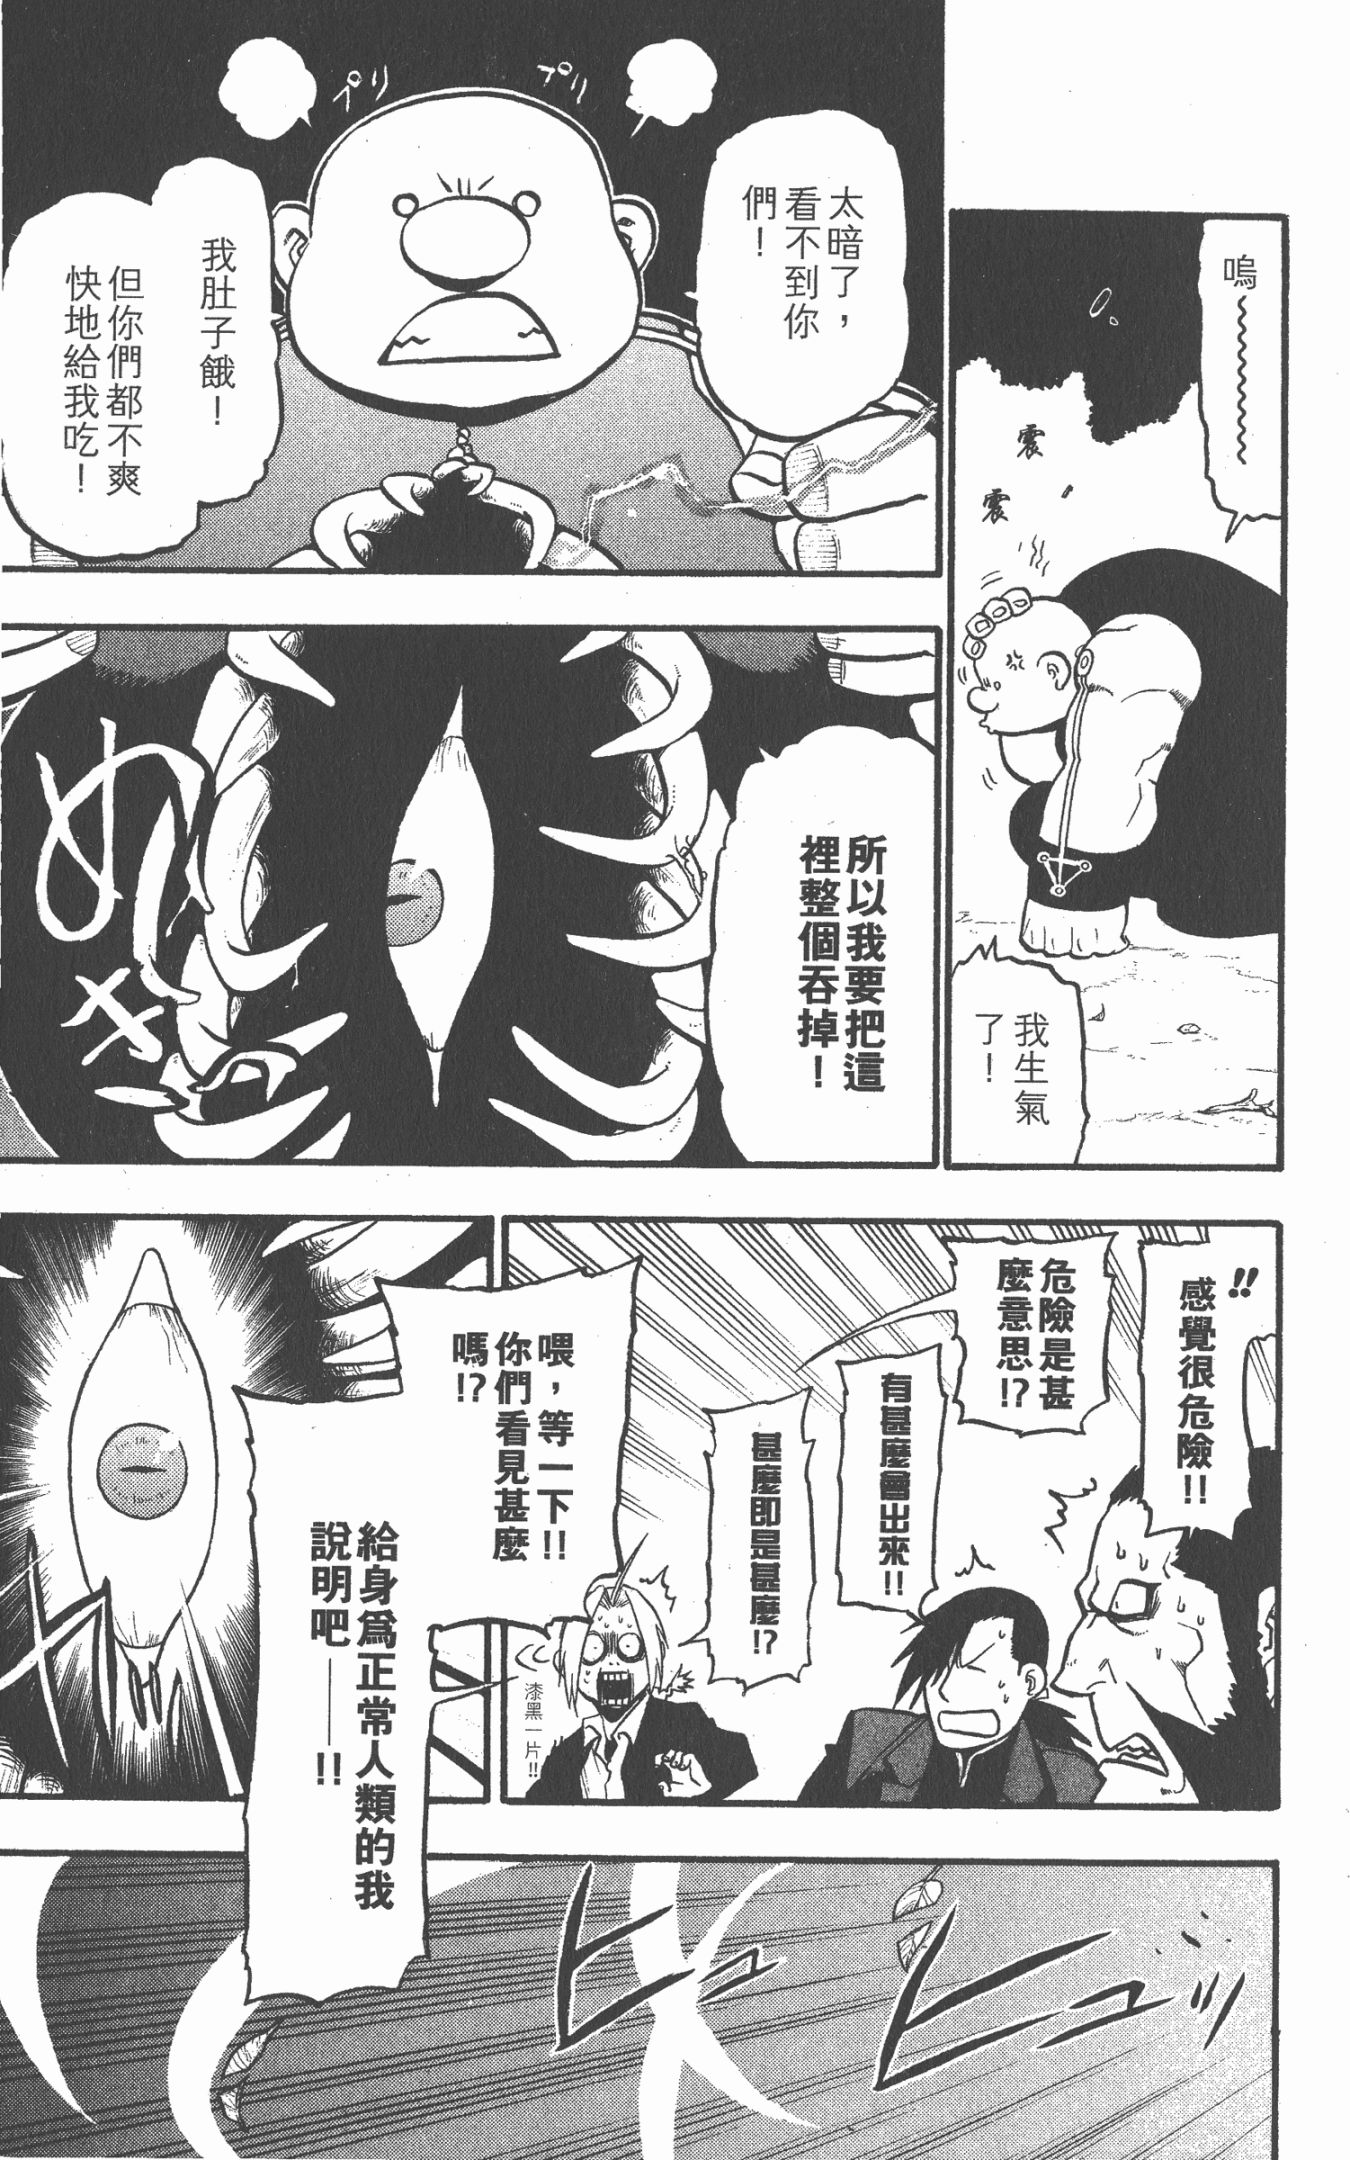 嗚~~~~~
震
震
我生氣
了!
太暗了，
看不到你
們!
プリ
プリ
我肚子餓!
但你們都不爽
快地給我吃!
所以我要把這
裡整個吞掉!
めき
メ
!!
感覺很危險!!
危險是甚
麼意思!?
有甚麼會出來!!
甚麼即是甚麼!?
喂，等一下!!
你們看見甚麼
嗎!?
漆黑一片!!
給身爲正常人類的我
說明吧——!!
ヒュッ
ヒュ